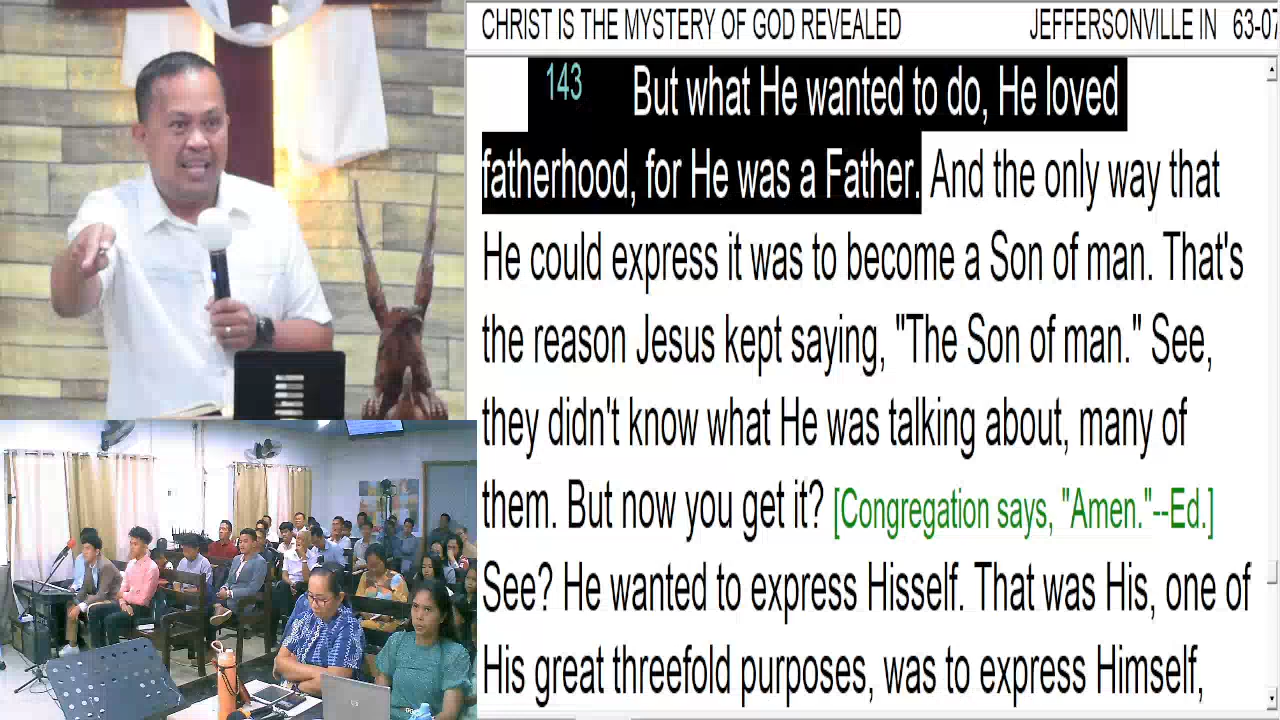 CHRIST IS THE MYSTERY OF GOD REVEALED JEFFERSONVILLE IN 63-07
143 But what He wanted to do, He loved
fatherhood, for He was a Father. And the only way that
He could express it was to become a Son of man. That's
the reason Jesus kept saying, "The Son of man." See,
they didn't know what He was talking about, many of
them. But now you get it? [Congregation says, "Amen."--Ed.]
See? He wanted to express Hisself. That was His, one of
His great threefold purposes, was to express Himself,